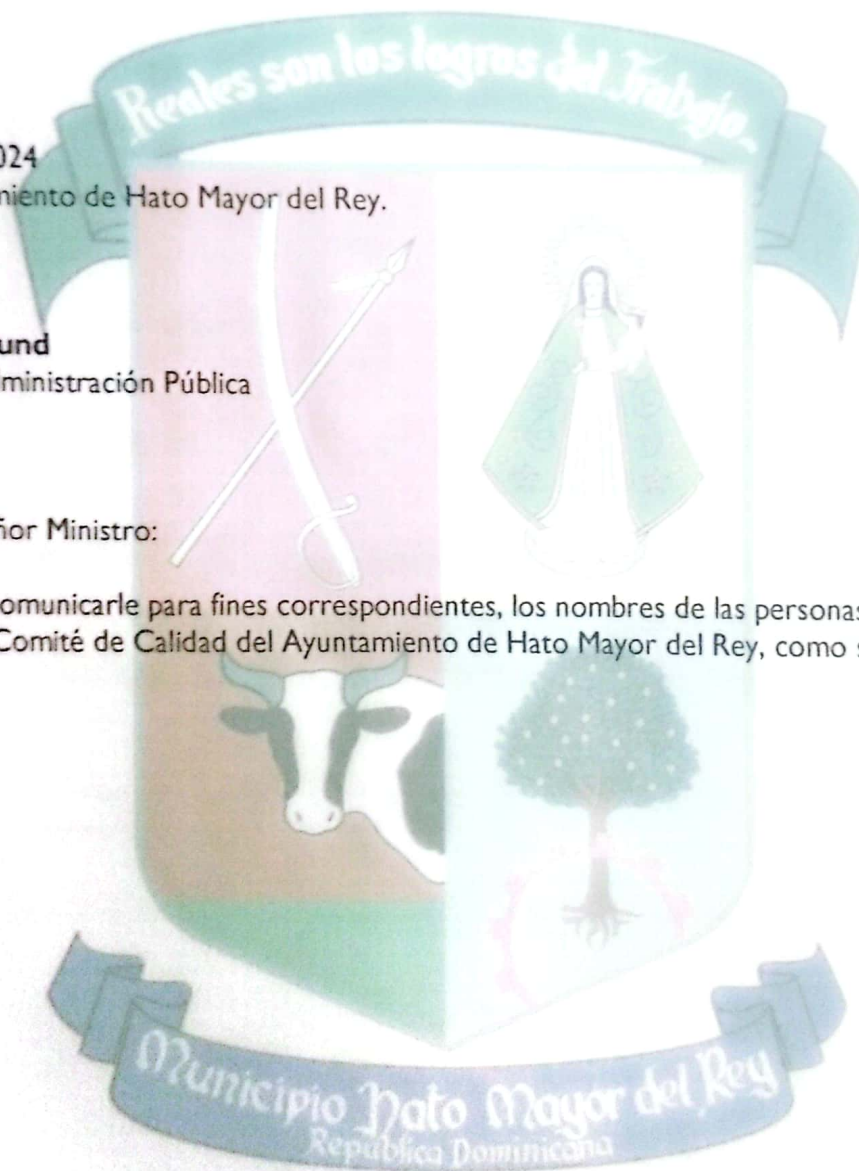 Reales son los logros del Trabajo
024
niento de Hato Mayor del Rey.
und
ministración Pública
ñor Ministro:
omunicarle para fines correspondientes, los nombres de las personas
Comité de Calidad del Ayuntamiento de Hato Mayor del Rey, como s
Municipio Hato Mayor del Rey
República Dominicana